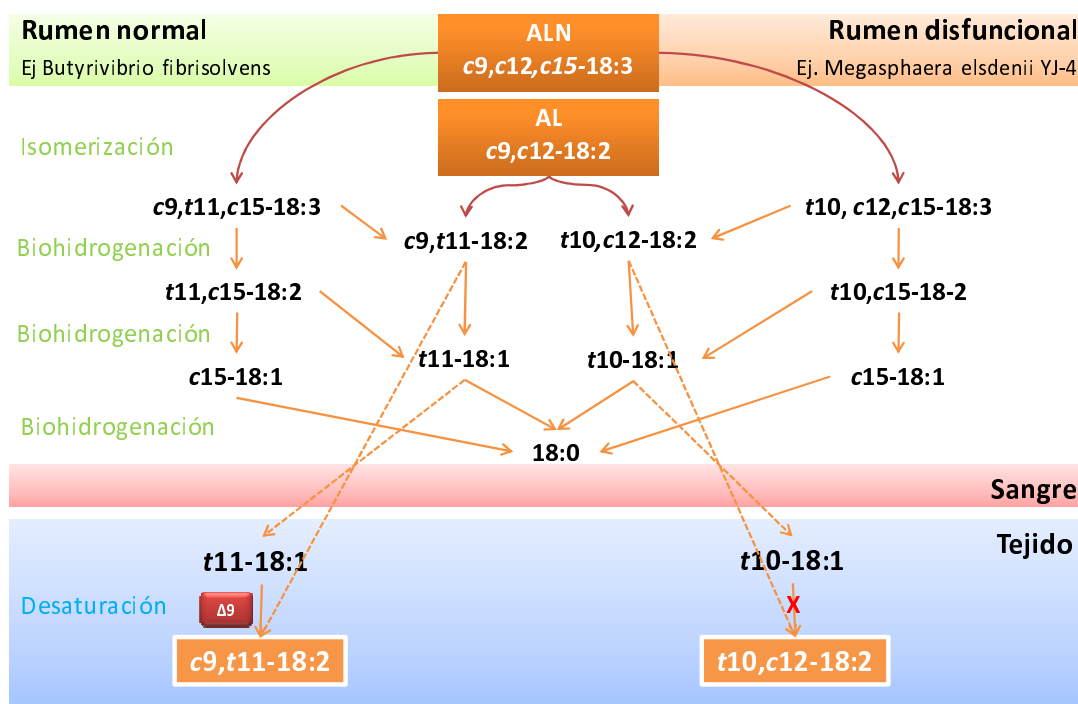 Rumen normal
Ej Butyrivibrio fibrisolvens
ALN
c9,c12,c15-18:3
Rumen disfuncional
Ej. Megasphaera elsdenii YJ-4
AL
c9,c12-18:2
Isomerización
c9,t11,c15-18:3
t10, c12,c15-18:3
c9,t11-18:2
t10,c12-18:2
Biohidrogenación
t11,c15-18:2
t10,c15-18-2
Biohidrogenación
t11-18:1
t10-18:1
c15-18:1
c15-18:1
Biohidrogenación
18:0
Sangre
Tejido
t11-18:1
t10-18:1
Desaturación
Δ9
X
c9,t11-18:2
t10,c12-18:2